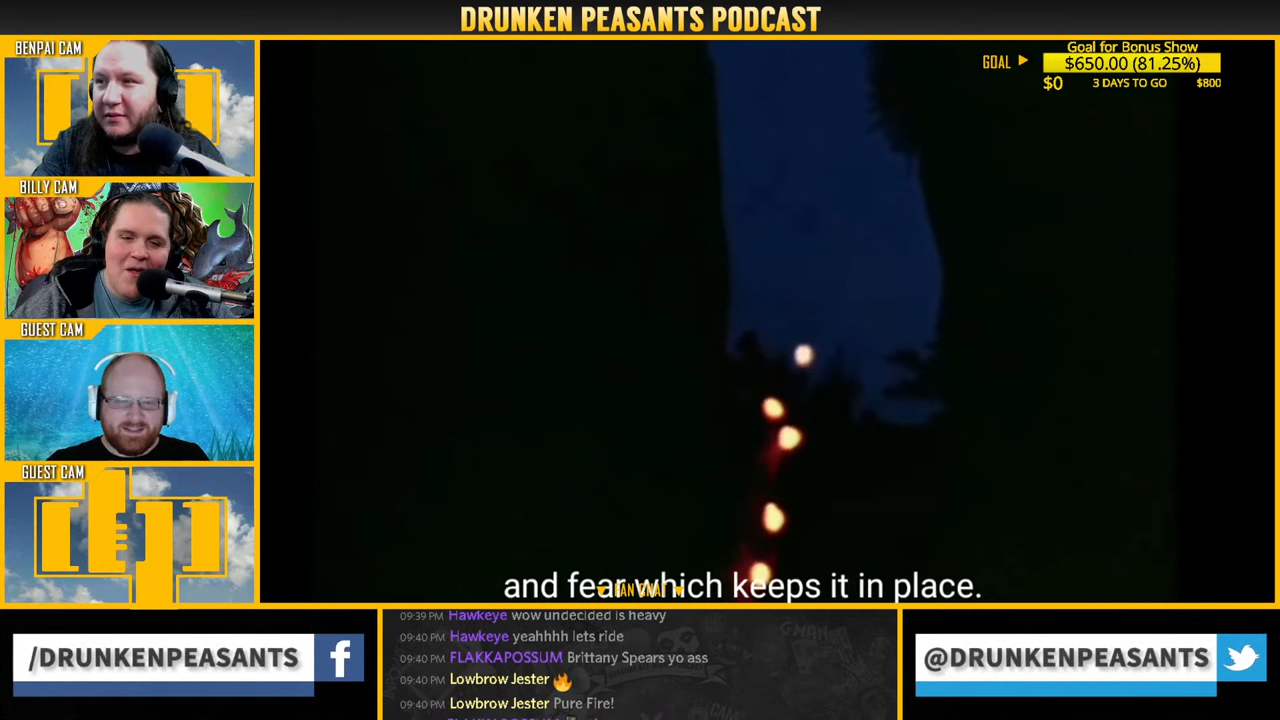 DRUNKEN PEASANTS PODCAST
BENPAI CAM
BILLY CAM
GUEST CAM
GUEST CAM
GOAL
Goal for Bonus Show
$650.00 (81.25%)
$0 3 DAYS TO GO $800
and fear which keeps it in place.
09:39 PM Hawkeye wow undecided is heavy
09:40 PM Hawkeye yeahhhh lets ride
09:40 PM FLAKKAPOSSUM Brittany Spears yo ass
09:40 PM Lowbrow Jester 🔥
09:40 PM Lowbrow Jester Pure Fire!
/DRUNKENPEASANTS f
@DRUNKENPEASANTS